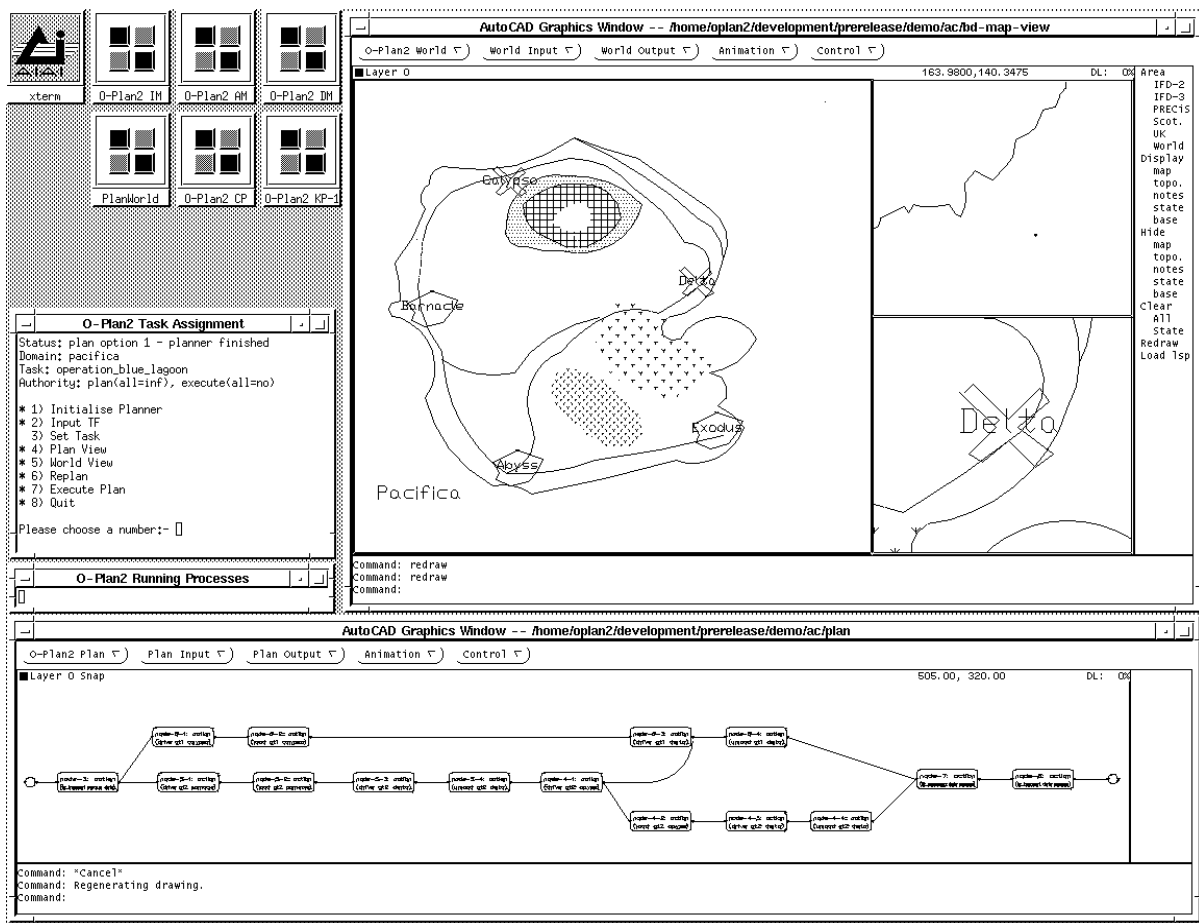 AIAI
xterm
O-Plan2 IM
O-Plan2 AM
O-Plan2 DM
PlanWorld
O-Plan2 CP
O-Plan2 KP-1
O-Plan2 Task Assignment
Status: plan option 1 - planner finished
Domain: pacifica
Task: operation_blue_lagoon
Authority: plan(all=inf), execute(all=no)
* 1) Initialise Planner
* 2) Input TF
3) Set Task
* 4) Plan View
* 5) World View
* 6) Replan
* 7) Execute Plan
* 8) Quit
Please choose a number:-
O-Plan2 Running Processes
AutoCAD Graphics Window -- /home/oplan2/development/prerelease/demo/ac/bd-map-view
O-Plan2 World
World Input
World Output
Animation
Control
Layer 0
163.9800,140.3475
DL: 0%
Calypso
Delta
Barnacle
Exodus
Abyss
Pacifica
Delta
Area
IFD-2
IFD-3
PRECiS
Scot.
UK
World
Display
map
topo.
notes
state
base
Hide
map
topo.
notes
state
base
Clear
All
State
Redraw
Load lsp
Command: redraw
Command: redraw
Command:
AutoCAD Graphics Window -- /home/oplan2/development/prerelease/demo/ac/plan
O-Plan2 Plan
Plan Input
Plan Output
Animation
Control
Layer 0 Snap
505.00, 320.00
DL: 0%
Command: *Cancel*
Command: Regenerating drawing.
Command: